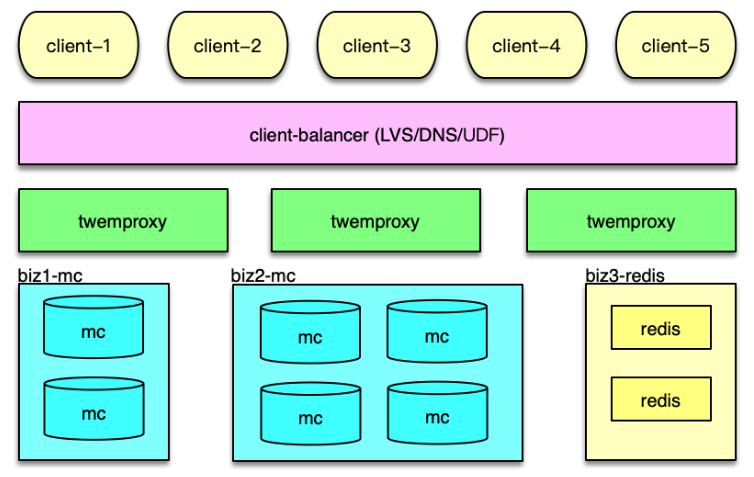 client–1 client–2 client–3 client–4 client–5
client-balancer (LVS/DNS/UDF)
twemproxy twemproxy twemproxy
biz1-mc biz2-mc biz3-redis
mc mc mc redis
mc mc mc redis